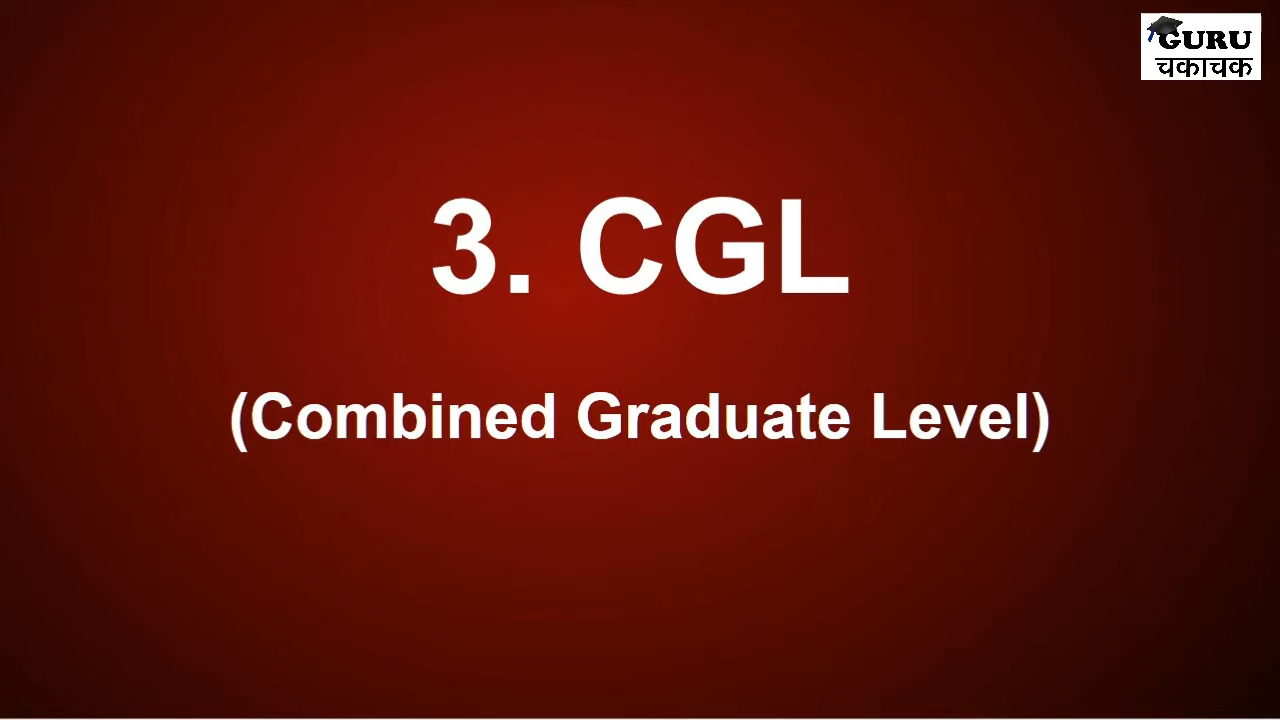 GURU
चकाचक
3. CGL
(Combined Graduate Level)